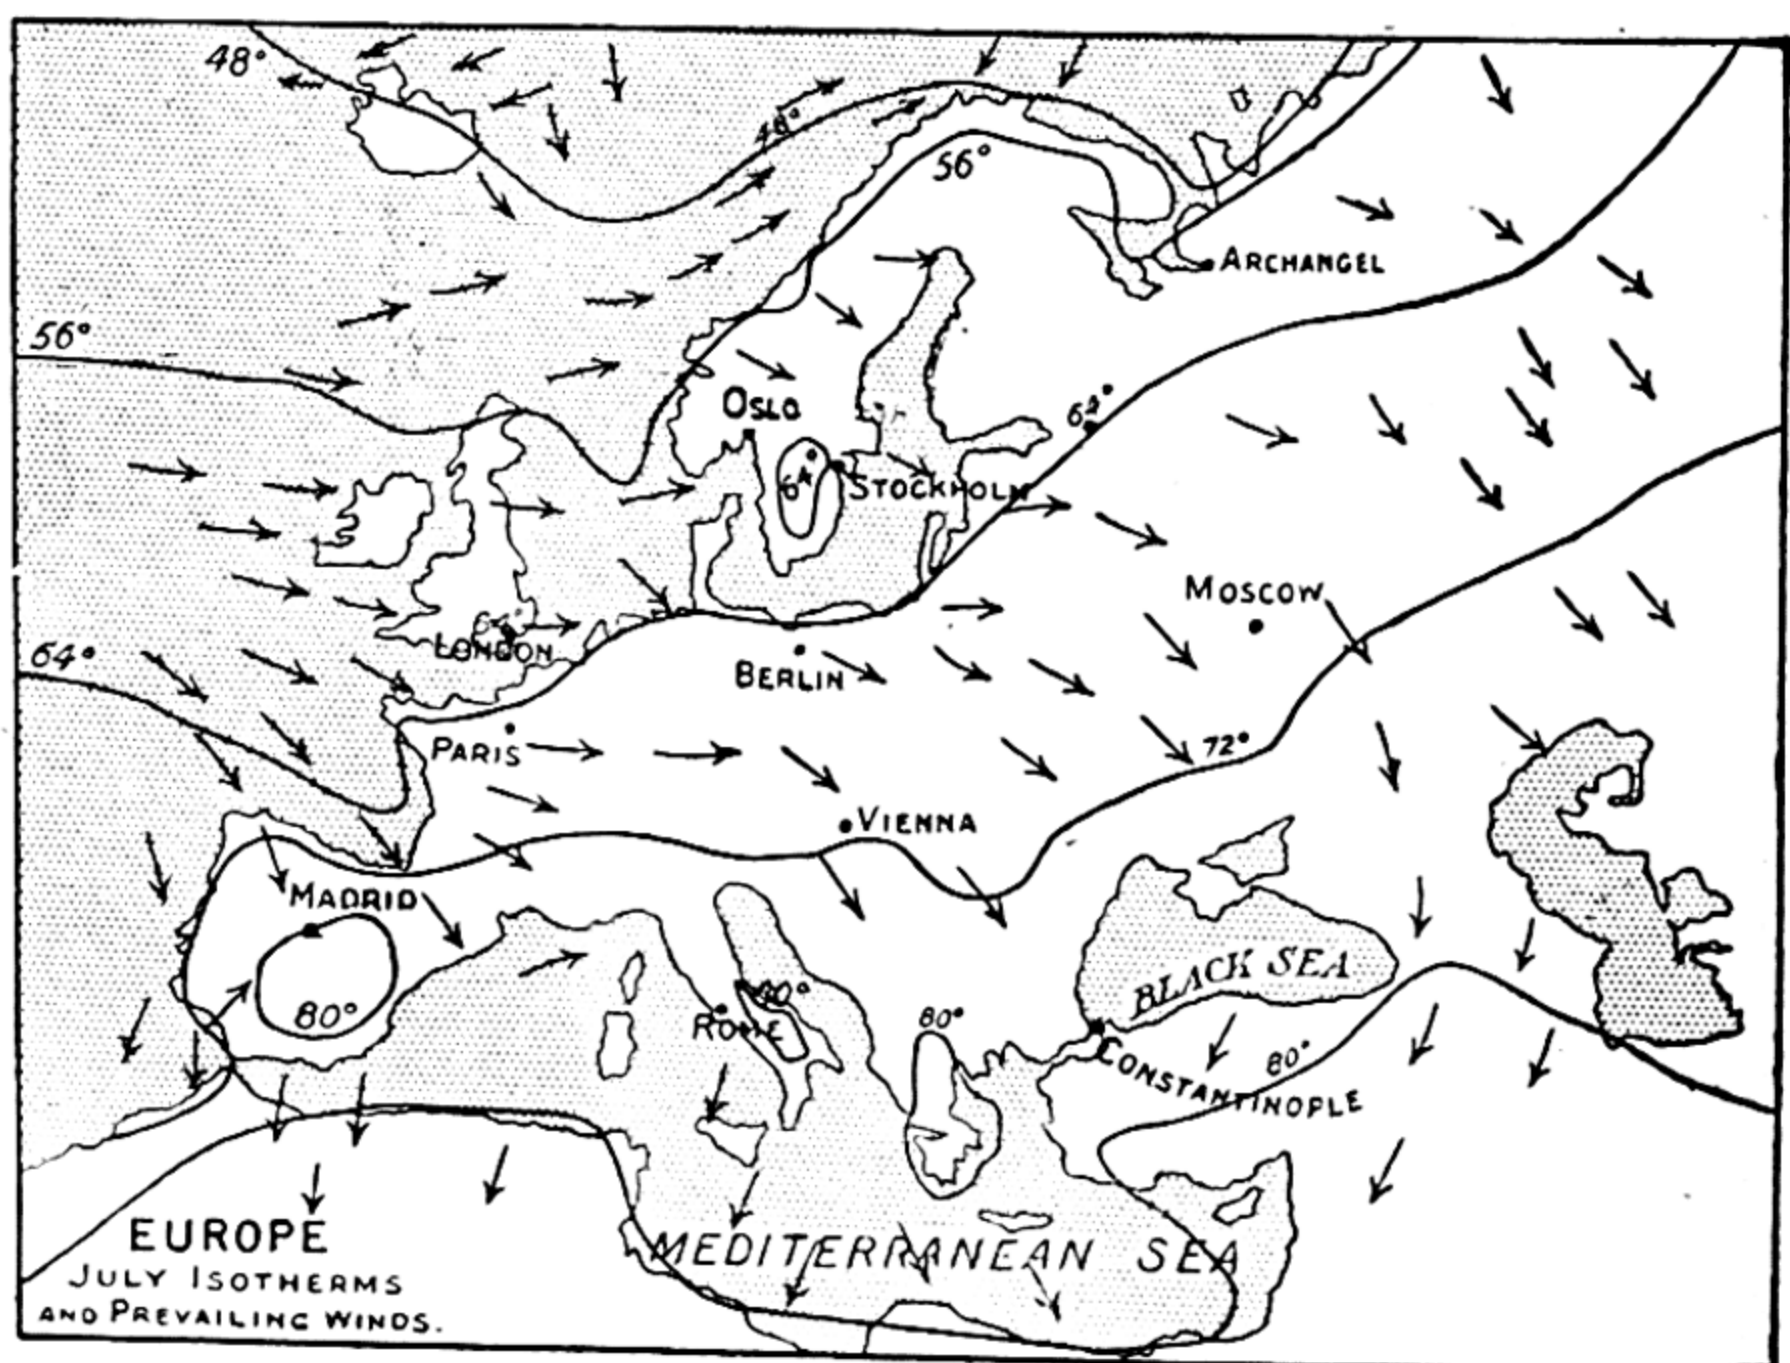 48°
48°
56°
ARCHANGEL
56°
OSLO
64°
64°
STOCKHOLM
MOSCOW
64°
LONDON
64°
BERLIN
PARIS
72°
VIENNA
MADRID
BLACK SEA
80°
80°
ROME
80°
80°
CONSTANTINOPLE
EUROPE
JULY ISOTHERMS
AND PREVAILING WINDS.
MEDITERRANEAN SEA